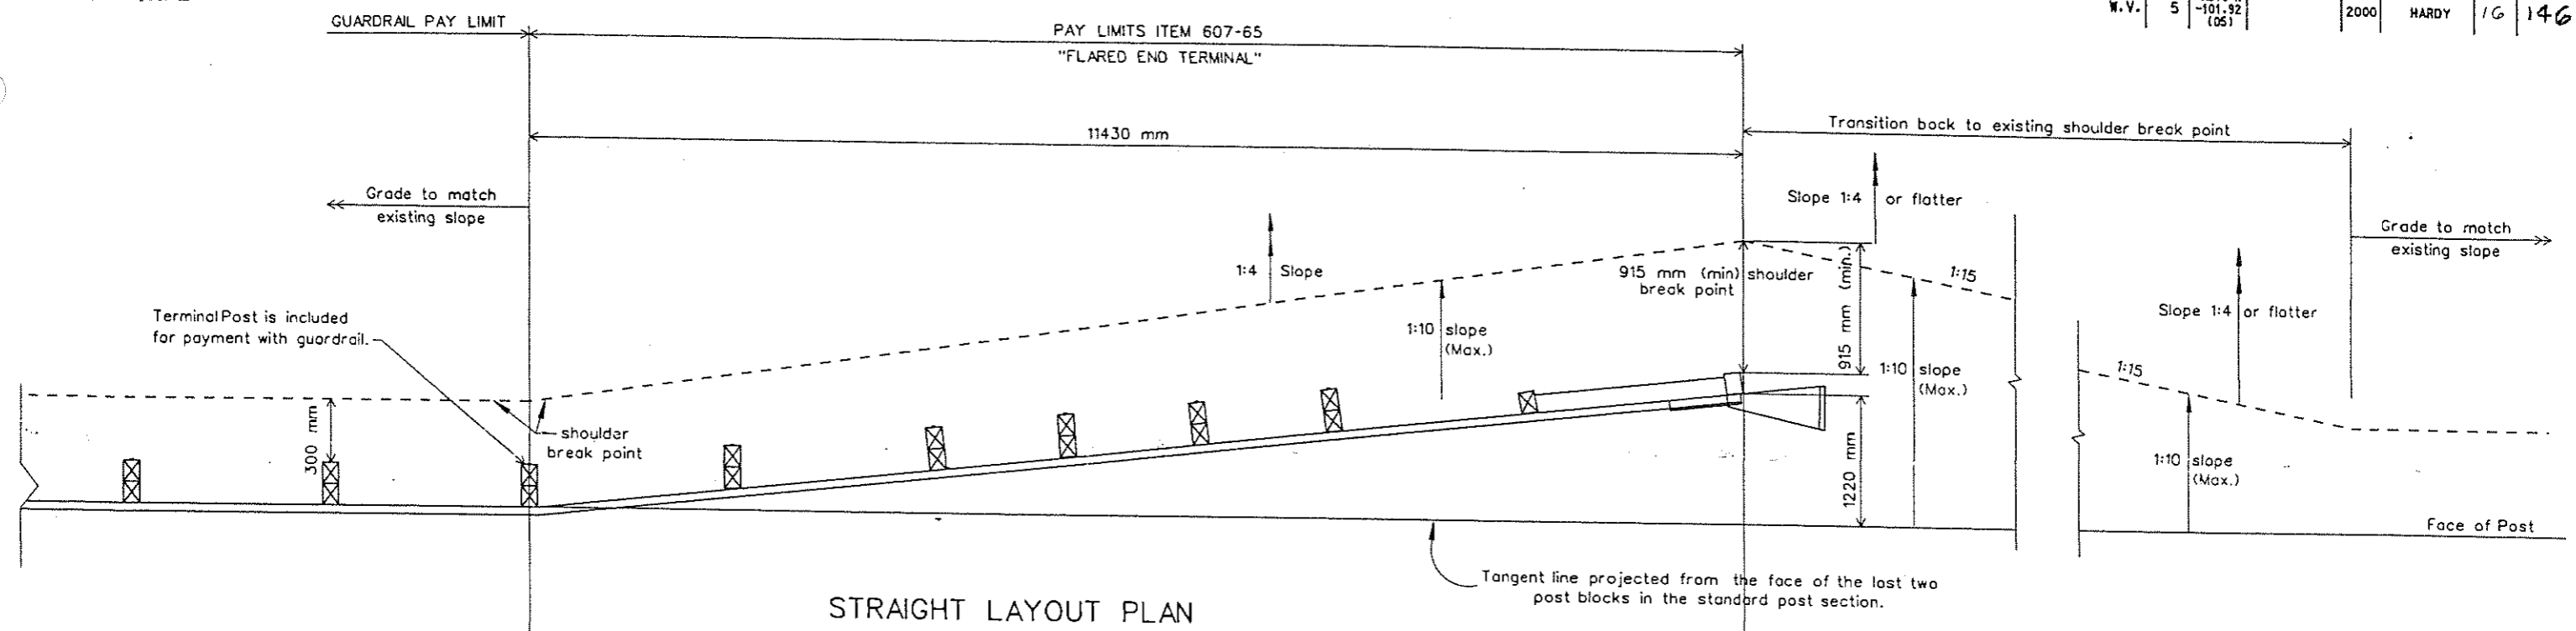 W.V. 5 -101.92 (05) 2000 HARDY 16 146
GUARDRAIL PAY LIMIT
PAY LIMITS ITEM 607-65
"FLARED END TERMINAL"
11430 mm
Transition back to existing shoulder break point
Grade to match
existing slope
Slope 1:4 or flatter
Grade to match
existing slope
1:4 Slope
915 mm (min) shoulder
break point
915 mm (min.)
1:15
Terminal Post is included
for payment with guardrail.
1:10 slope
(Max.)
Slope 1:4 or flatter
1:10 slope
(Max.)
1:15
300 mm
shoulder
break point
1220 mm
1:10 slope
(Max.)
Face of Post
Tangent line projected from the face of the last two
post blocks in the standard post section.
STRAIGHT LAYOUT PLAN